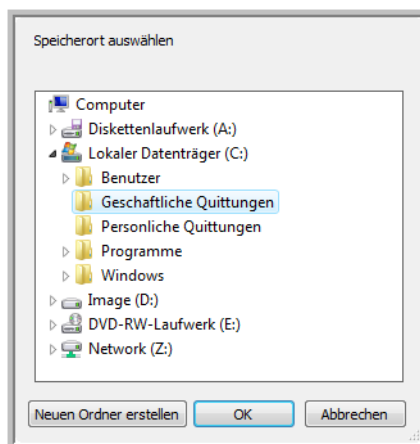 Speicherort auswählen
Computer
Diskettenlaufwerk (A:)
Lokaler Datenträger (C:)
Benutzer
Geschaftliche Quittungen
Personliche Quittungen
Programme
Windows
Image (D:)
DVD-RW-Laufwerk (E:)
Network (Z:)
Neuen Ordner erstellen OK Abbrechen